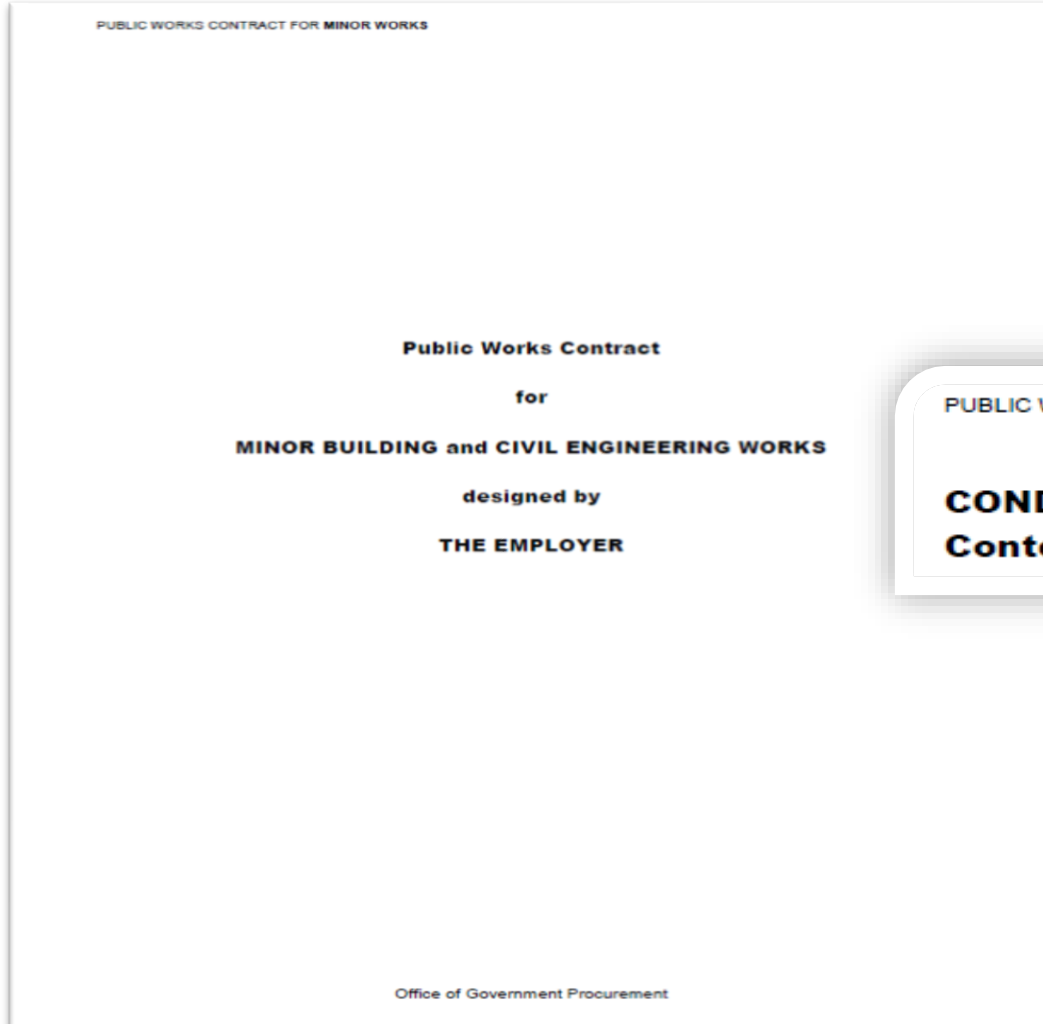 PUBLIC WORKS CONTRACT FOR MINOR WORKS
Public Works Contract
for
MINOR BUILDING and CIVIL ENGINEERING WORKS
designed by
THE EMPLOYER
PUBLIC
Office of Government Procurement